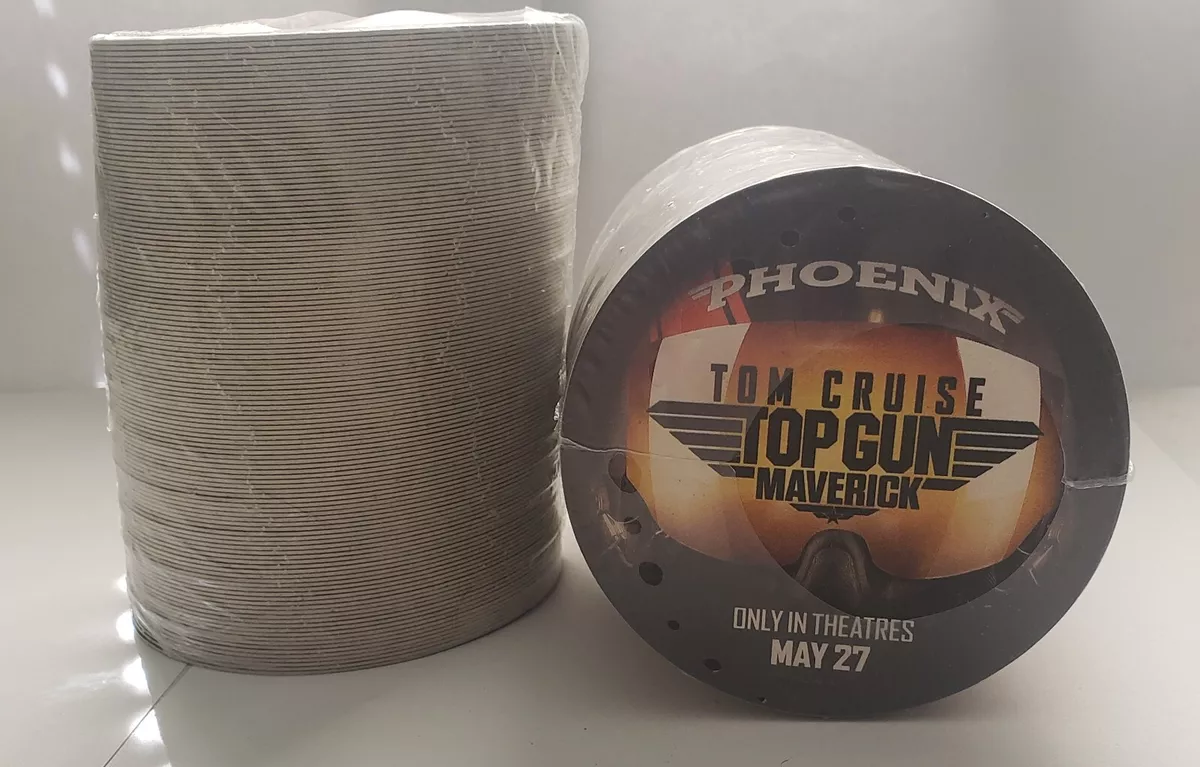 PHOENIX
TOM CRUISE
TOP GUN
MAVERICK
ONLY IN THEATRES
MAY 27